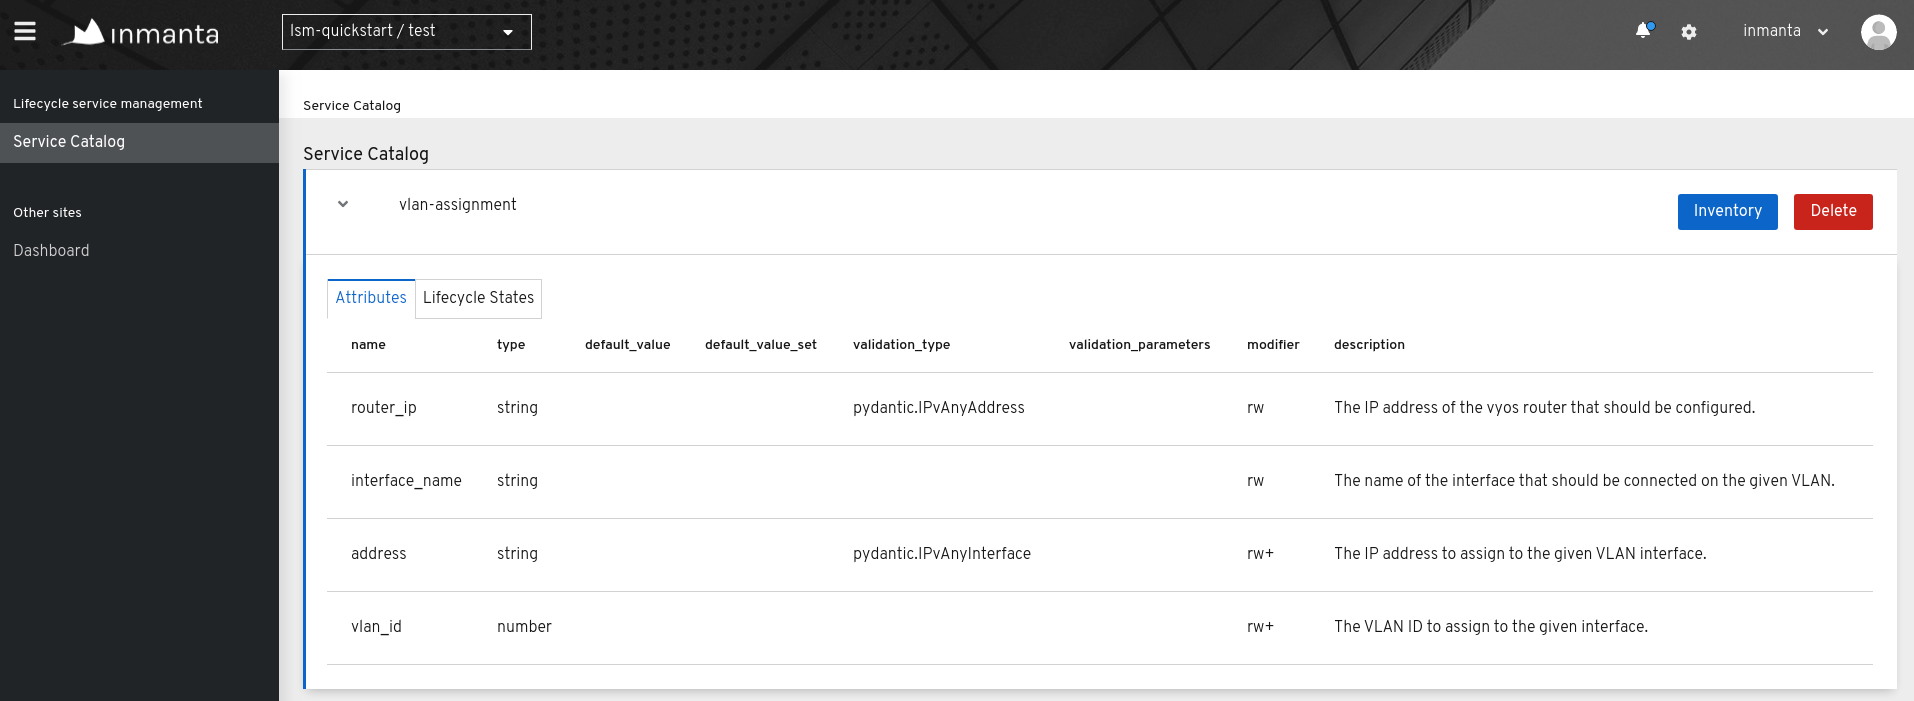 inmanta
lsm-quickstart / test
inmanta
Lifecycle service management
Service Catalog
Other sites
Dashboard
Service Catalog
Service Catalog
vlan-assignment
Inventory
Delete
Attributes
Lifecycle States
name type default_value default_value_set validation_type validation_parameters modifier description
router_ip string pydantic.IPvAnyAddress rw The IP address of the vyos router that should be configured.
interface_name string rw The name of the interface that should be connected on the given VLAN.
address string pydantic.IPvAnyInterface rw+ The IP address to assign to the given VLAN interface.
vlan_id number rw+ The VLAN ID to assign to the given interface.